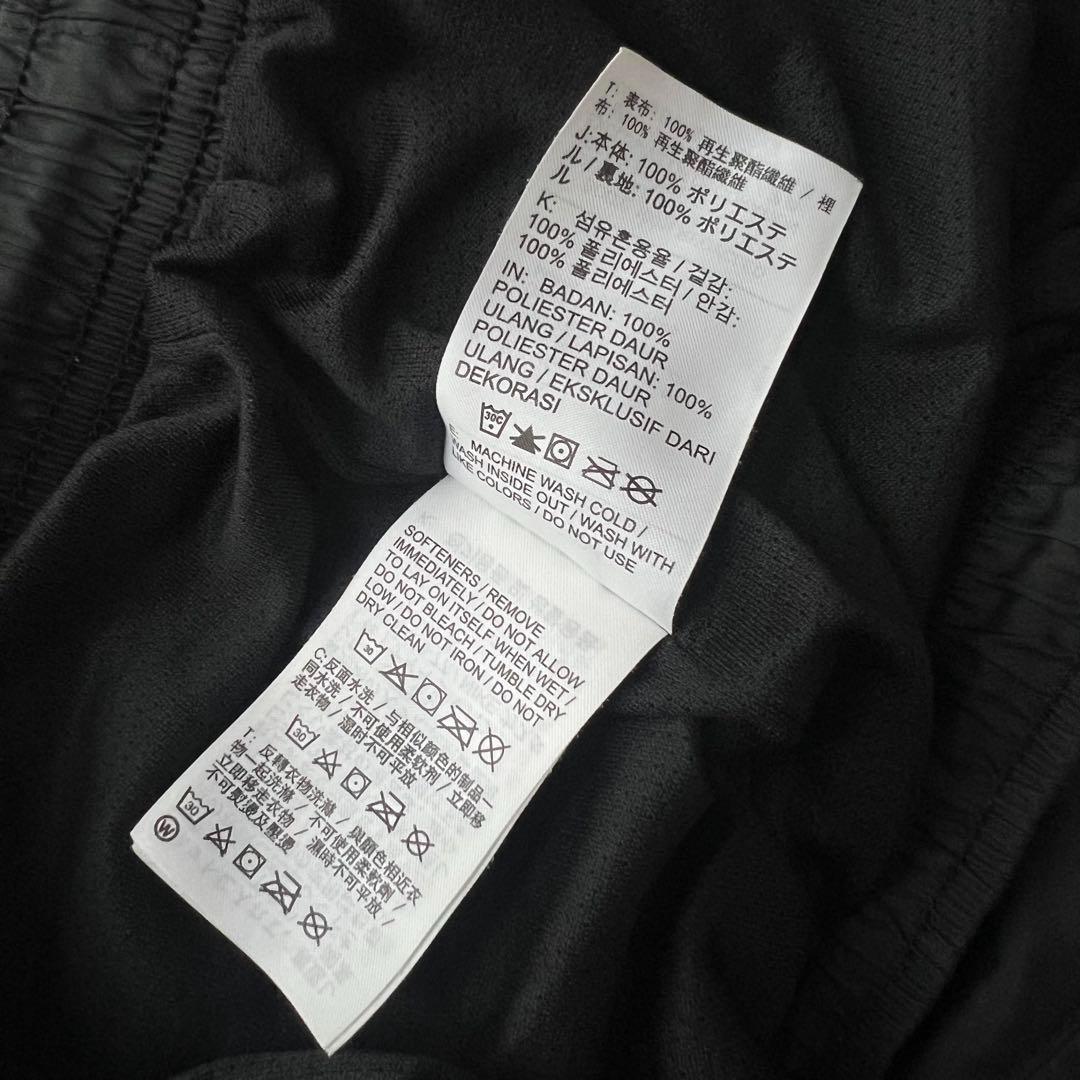 T: 表布: 100% 再生聚酯纖維 / 裡
布: 100% 再生聚酯纖維
J:本体: 100% ポリエステ
ル / 裏地: 100% ポリエステ
ル
K: 섬유혼용율 / 겉감:
100% 폴리에스터 / 안감:
100% 폴리에스터
IN: BADAN: 100%
POLIESTER DAUR
ULANG / LAPISAN: 100%
POLIESTER DAUR
ULANG / EKSKLUSIF DARI
DEKORASI
30C
E: MACHINE WASH COLD /
WASH INSIDE OUT / WASH WITH
LIKE COLORS / DO NOT USE
SOFTENERS / REMOVE
IMMEDIATELY / DO NOT ALLOW
TO LAY ON ITSELF WHEN WET /
DO NOT BLEACH / TUMBLE DRY
LOW / DO NOT IRON / DO NOT
DRY CLEAN
30
C:反面水洗 / 与相似颜色的制品一
同水洗 / 不可使用柔软剂 / 立即移
走衣物 / 湿时不可平放
30
T: 反藕衣物洗滌 / 與顏色相近衣
物一起洗滌 / 不可使用柔軟劑 /
立即移走衣物 / 濕時不可平放 /
不可熨燙及壓燙
30
W